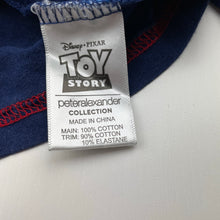 Disney • PIXAR
TOY
STORY
peteralexander
COLLECTION
MADE IN CHINA
MAIN: 100% COTTON
TRIM: 90% COTTON
10% ELASTANE